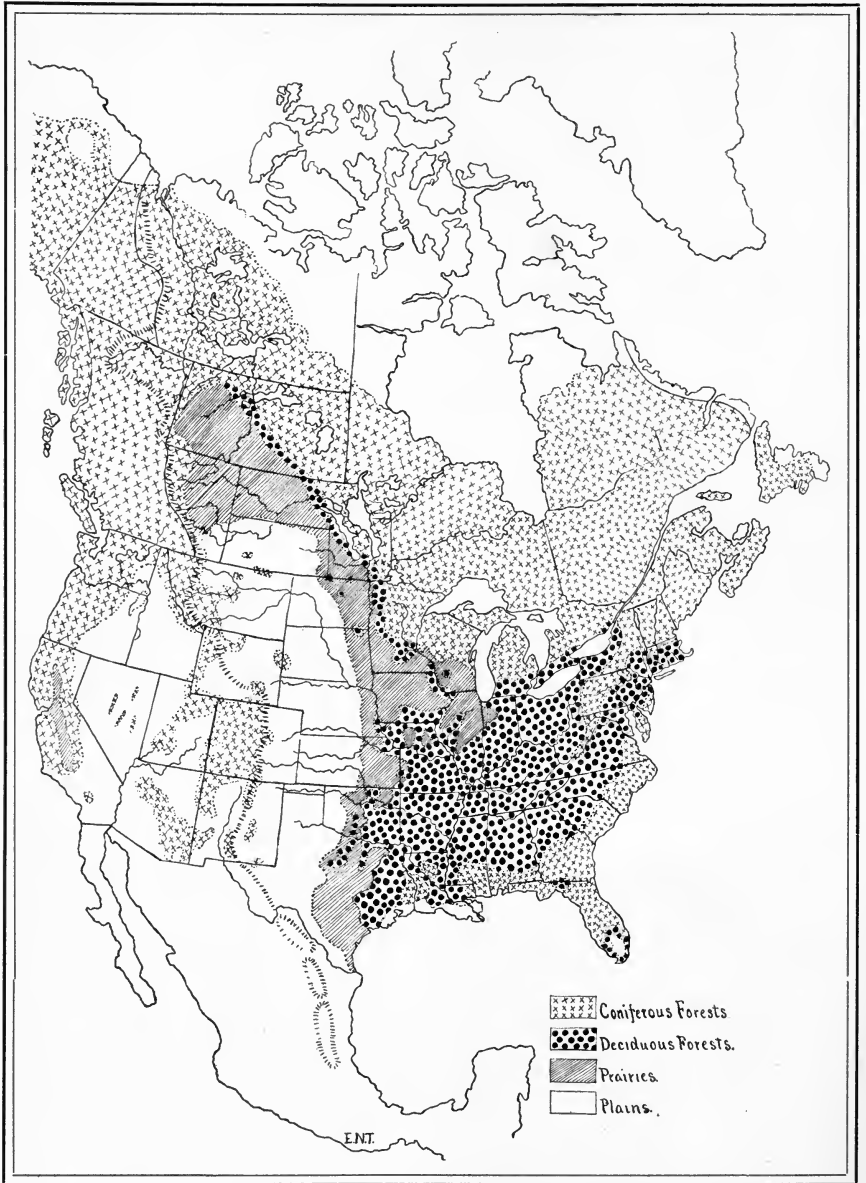 Coniferous Forests
Deciduous Forests.
Prairies.
Plains.
E.N.T.